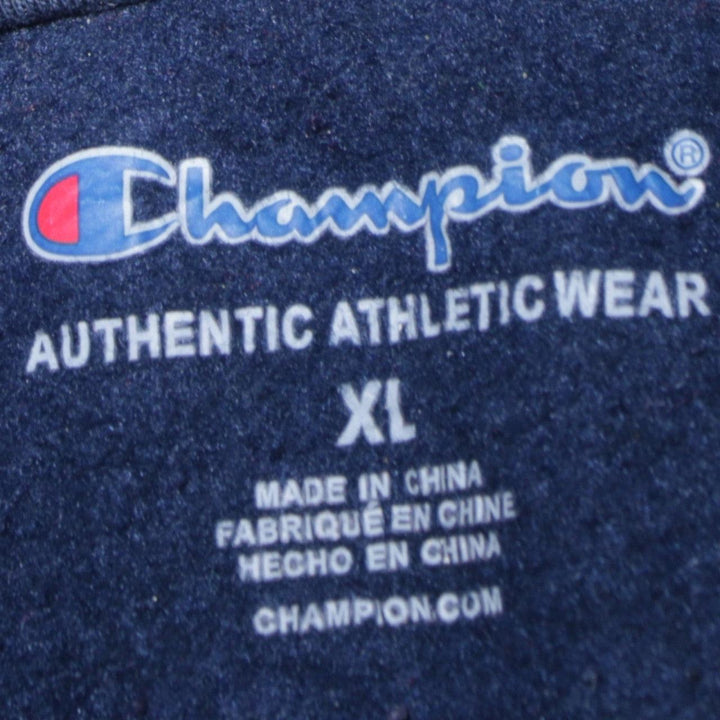 Champion®
AUTHENTIC ATHLETIC WEAR
XL
MADE IN CHINA
FABRIQUÉ EN CHINE
HECHO EN CHINA
CHAMPION.COM